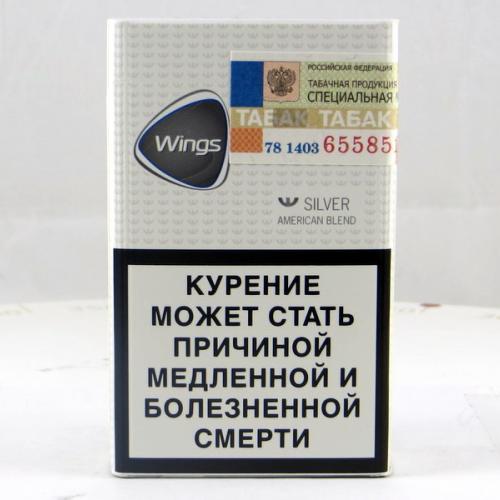 РОССИЙСКАЯ ФЕДЕРАЦИЯ
ТАБАЧНАЯ ПРОДУКЦИЯ
СПЕЦИАЛЬНАЯ
ТАБАК ТАБАК
78 1403 655851
Wings
SILVER
AMERICAN BLEND
КУРЕНИЕ
МОЖЕТ СТАТЬ
ПРИЧИНОЙ
МЕДЛЕННОЙ И
БОЛЕЗНЕННОЙ
СМЕРТИ